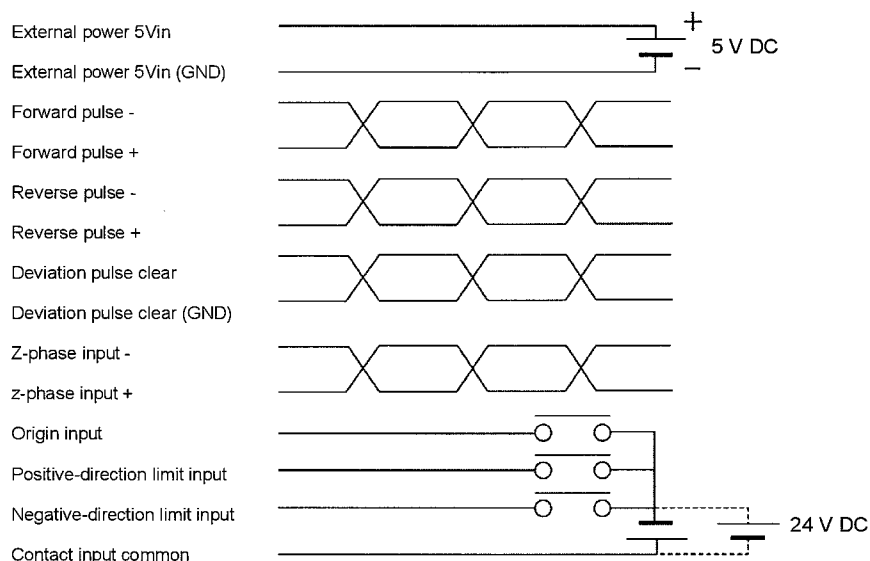 External power 5Vin
+
5 V DC
External power 5Vin (GND)
−
Forward pulse -
Forward pulse +
Reverse pulse -
Reverse pulse +
Deviation pulse clear
Deviation pulse clear (GND)
Z-phase input -
z-phase input +
Origin input
Positive-direction limit input
Negative-direction limit input
24 V DC
Contact input common